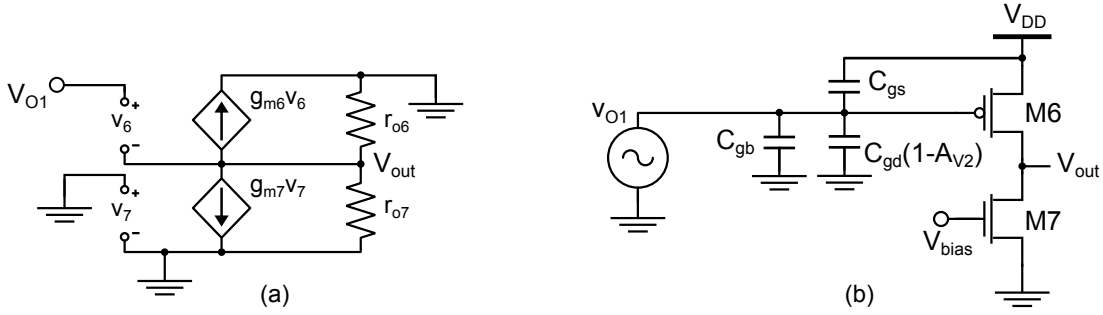 V_O1
+
v_6
−
g_m6v_6
r_o6
V_out
+
v_7
−
g_m7v_7
r_o7
(a)
V_DD
C_gs
v_O1
M6
C_gb
C_gd(1-A_V2)
V_out
M7
V_bias
(b)